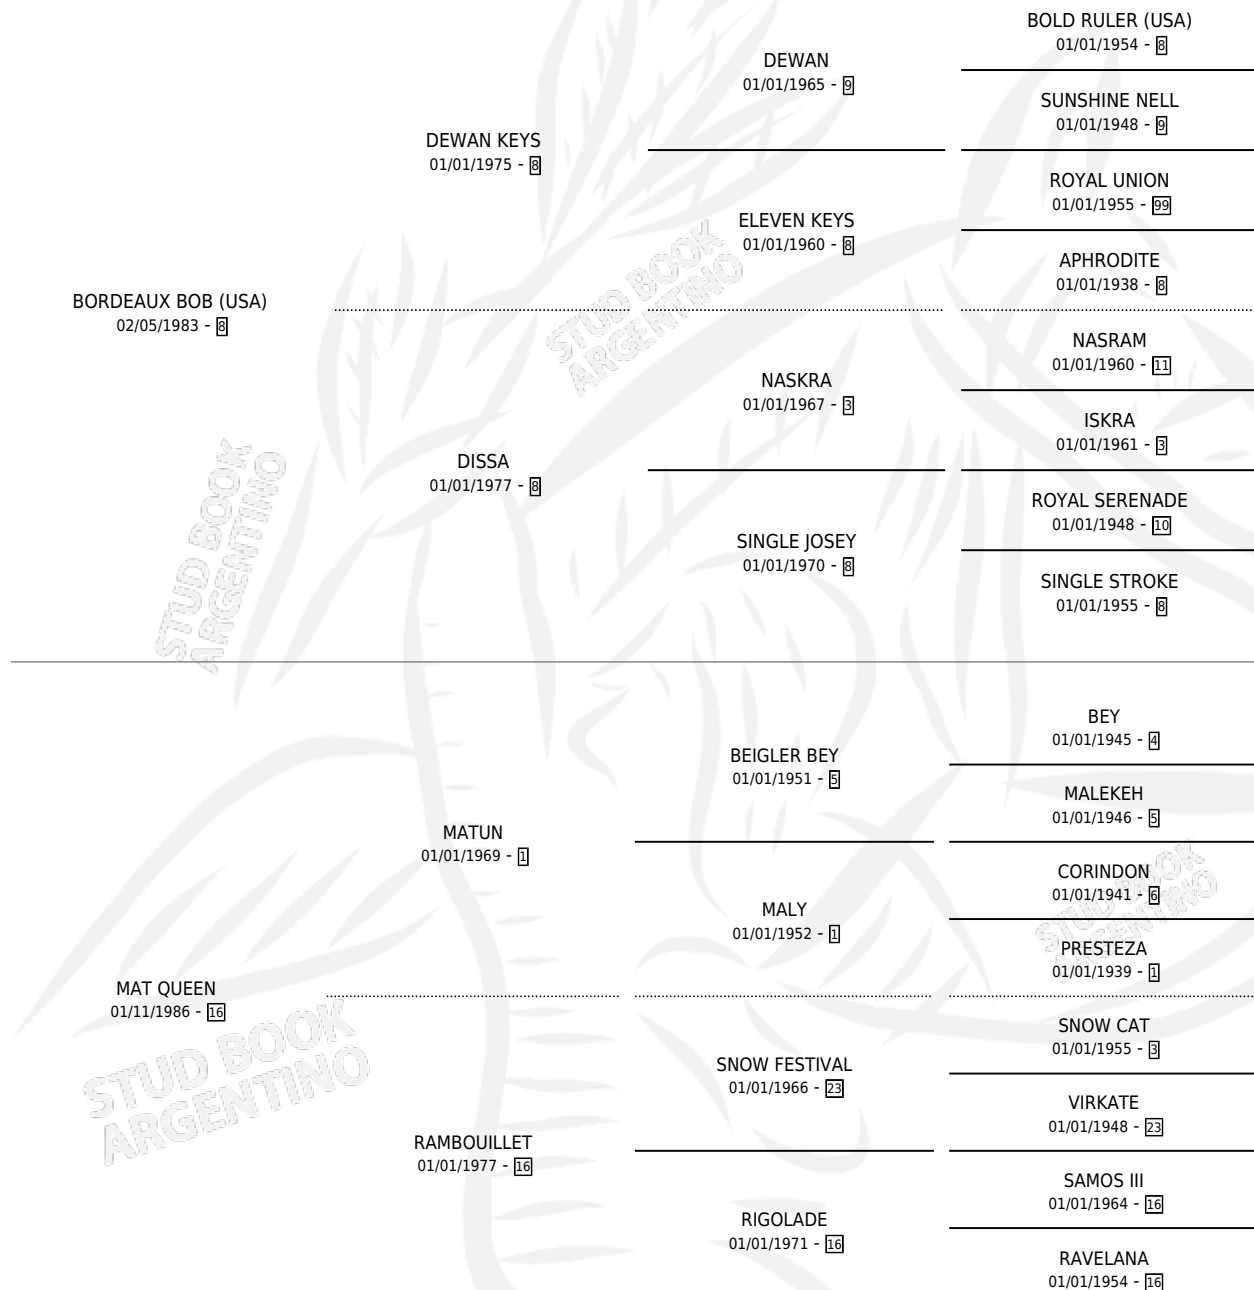 BOLD RULER (USA)
01/01/1954 - 8
DEWAN
01/01/1965 - 9
SUNSHINE NELL
01/01/1948 - 9
DEWAN KEYS
01/01/1975 - 8
ROYAL UNION
01/01/1955 - 99
ELEVEN KEYS
01/01/1960 - 8
APHRODITE
01/01/1938 - 8
BORDEAUX BOB (USA)
02/05/1983 - 8
NASRAM
01/01/1960 - 11
NASKRA
01/01/1967 - 3
ISKRA
01/01/1961 - 3
DISSA
01/01/1977 - 8
ROYAL SERENADE
01/01/1948 - 10
SINGLE JOSEY
01/01/1970 - 8
SINGLE STROKE
01/01/1955 - 8
BEY
01/01/1945 - 4
BEIGLER BEY
01/01/1951 - 5
MALEKEH
01/01/1946 - 5
MATUN
01/01/1969 - 1
CORINDON
01/01/1941 - 6
MALY
01/01/1952 - 1
PRESTEZA
01/01/1939 - 1
MAT QUEEN
01/11/1986 - 16
SNOW CAT
01/01/1955 - 3
SNOW FESTIVAL
01/01/1966 - 23
VIRKATE
01/01/1948 - 23
RAMBOUILLET
01/01/1977 - 16
SAMOS III
01/01/1964 - 16
RIGOLADE
01/01/1971 - 16
RAVELANA
01/01/1954 - 16
STUD BOOK
ARGENTINO
STUD BOOK
ARGENTINO
STUD BOOK
ARGENTINO
STUD BOOK
ARGENTINO